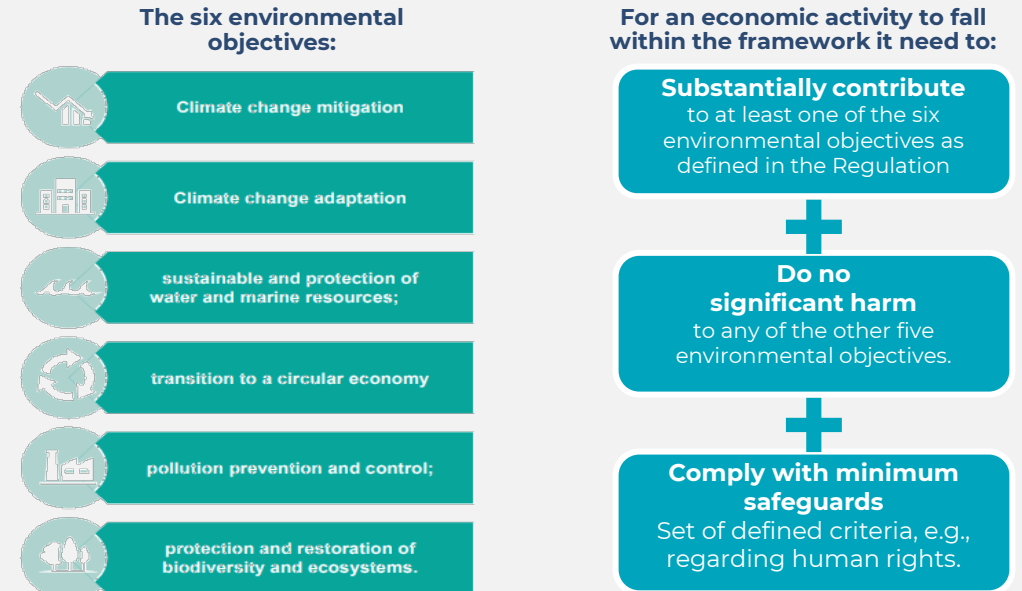 The six environmental
objectives:
Climate change mitigation
Climate change adaptation
sustainable and protection of
water and marine resources;
transition to a circular economy
pollution prevention and control;
protection and restoration of
biodiversity and ecosystems.
For an economic activity to fall
within the framework it need to:
Substantially contribute
to at least one of the six
environmental objectives as
defined in the Regulation
Do no
significant harm
to any of the other five
environmental objectives.
Comply with minimum
safeguards
Set of defined criteria, e.g.,
regarding human rights.